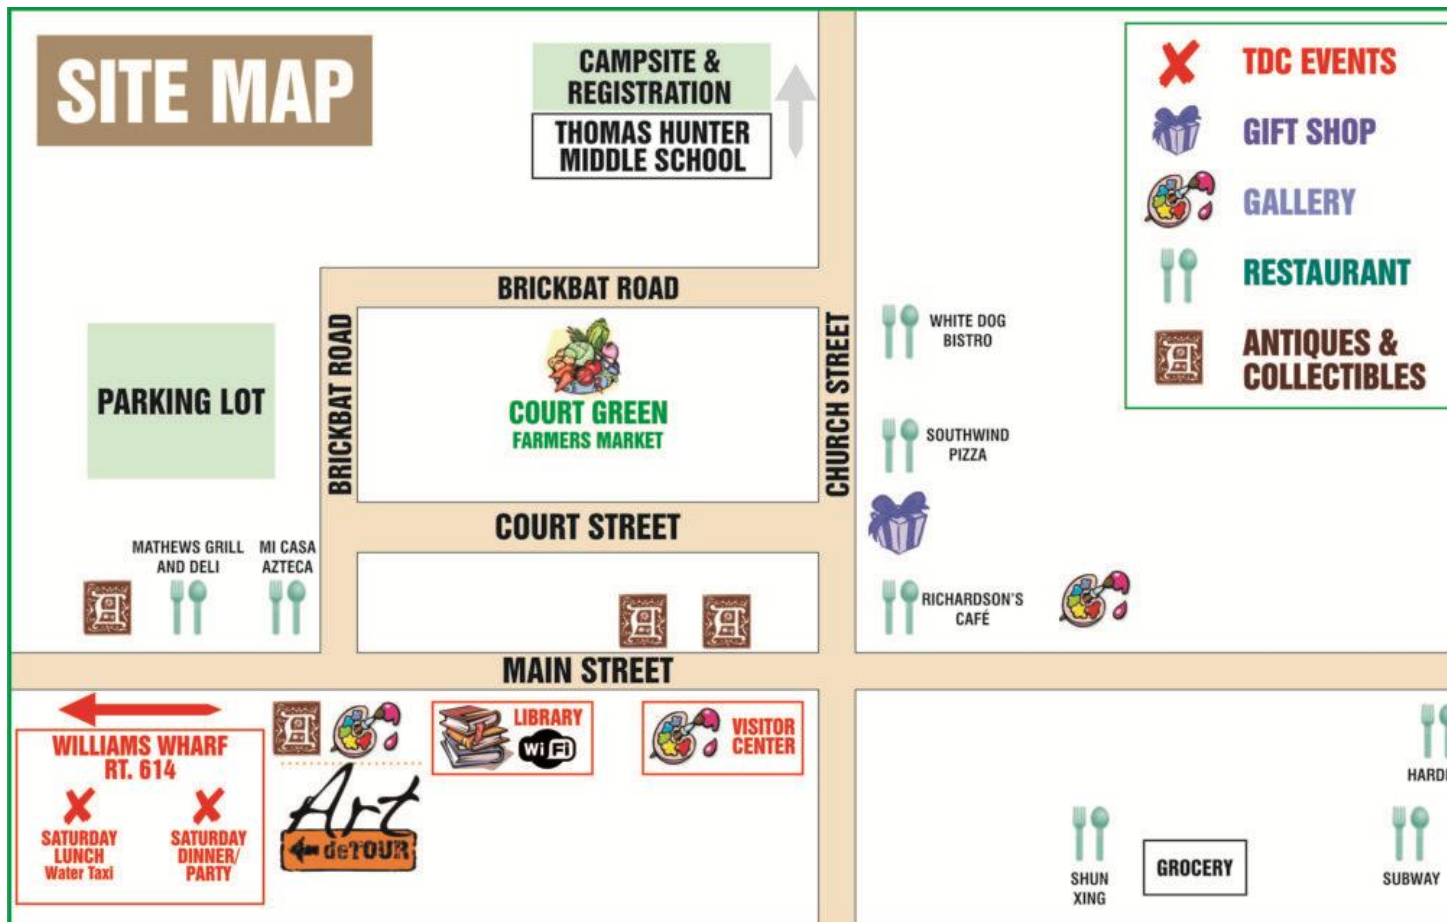 SITE MAP
CAMPSITE &
REGISTRATION
THOMAS HUNTER
MIDDLE SCHOOL
TDC EVENTS
GIFT SHOP
GALLERY
RESTAURANT
A
ANTIQUES &
COLLECTIBLES
BRICKBAT ROAD
BRICKBAT ROAD
CHURCH STREET
WHITE DOG
BISTRO
PARKING LOT
COURT GREEN
FARMERS MARKET
SOUTHWIND
PIZZA
COURT STREET
MATHEWS GRILL
AND DELI
MI CASA
AZTECA
A
A
A
RICHARDSON'S
CAFÉ
MAIN STREET
WILLIAMS WHARF
RT. 614
SATURDAY
LUNCH
Water Taxi
SATURDAY
DINNER/
PARTY
A
Art
deTOUR
LIBRARY
Wi Fi
VISITOR
CENTER
SHUN
XING
GROCERY
SUBWAY